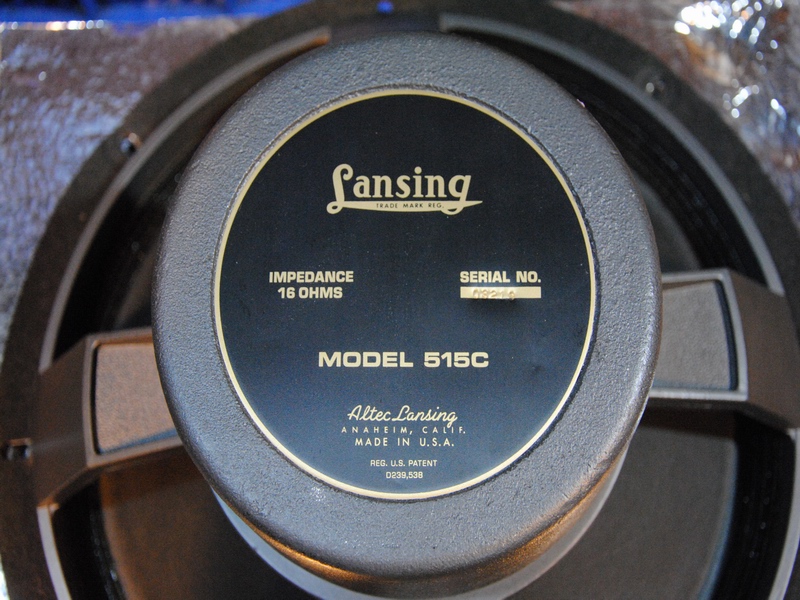 Lansing
TRADE MARK REG.
IMPEDANCE
16 OHMS
SERIAL NO.
MODEL 515C
Altec Lansing
ANAHEIM, CALIF.
MADE IN U.S.A.
REG. U.S. PATENT
D239,538